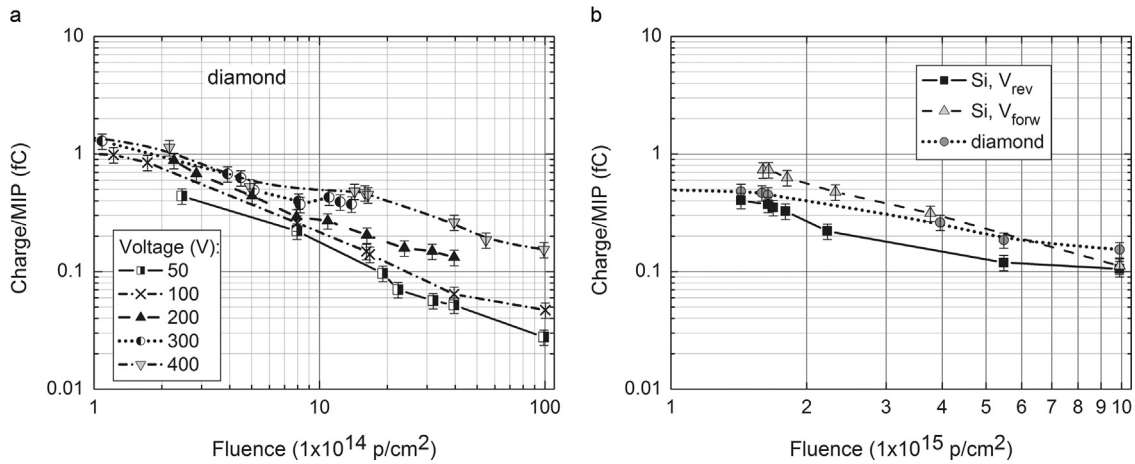 a
diamond
10
1
0.1
0.01
Charge/MIP (fC)
Voltage (V):
50
100
200
300
400
1 10 100
Fluence (1x10^14 p/cm^2)
b
10
1
0.1
0.01
Charge/MIP (fC)
Si, V_rev
Si, V_forw
diamond
1 2 3 4 5 6 7 8 9 10
Fluence (1x10^15 p/cm^2)